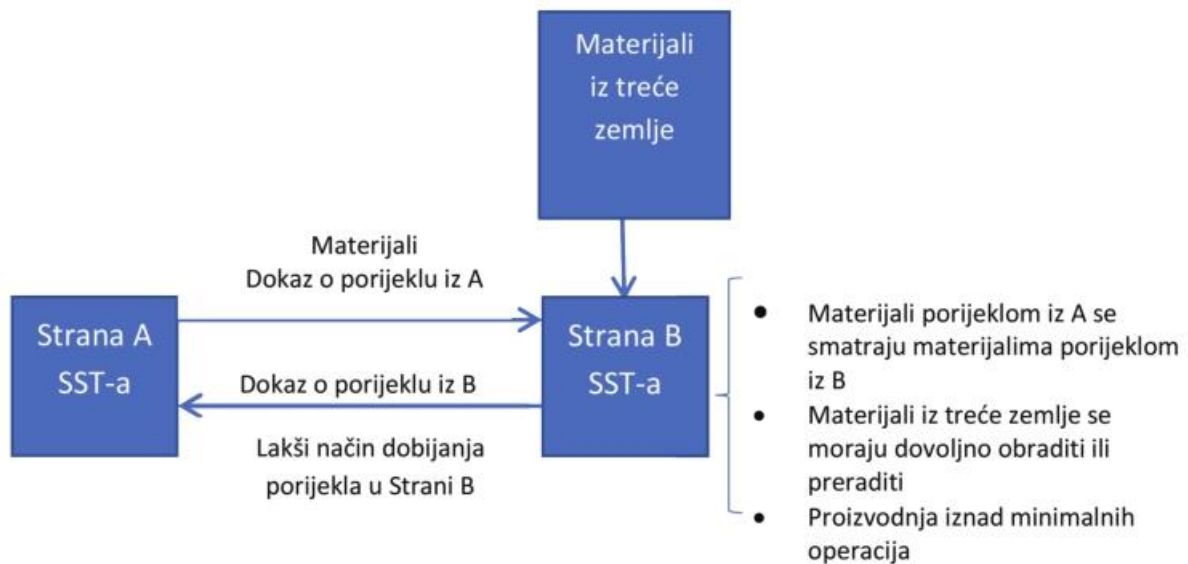 Materijali
iz treće
zemlje
Materijali
Dokaz o porijeklu iz A
Strana A
SST-a
Strana B
SST-a
Dokaz o porijeklu iz B
Lakši način dobijanja
porijekla u Strani B
• Materijali porijeklom iz A se
smatraju materijalima porijeklom
iz B
• Materijali iz treće zemlje se
moraju dovoljno obraditi ili
preraditi
• Proizvodnja iznad minimalnih
operacija